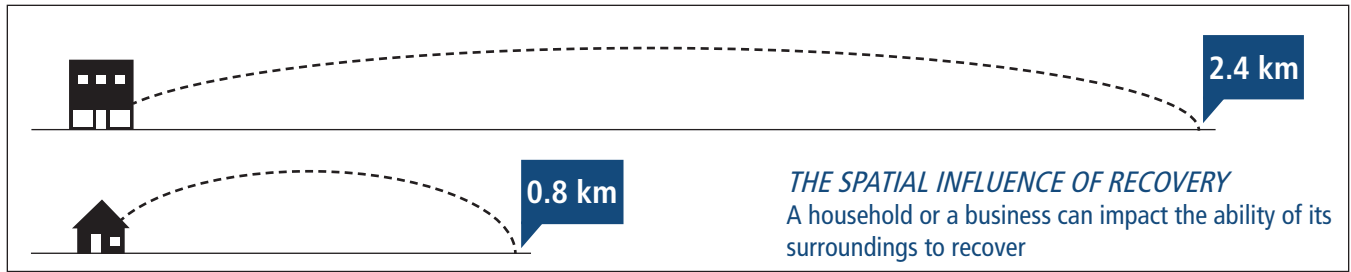 2.4 km
0.8 km
THE SPATIAL INFLUENCE OF RECOVERY
A household or a business can impact the ability of its
surroundings to recover